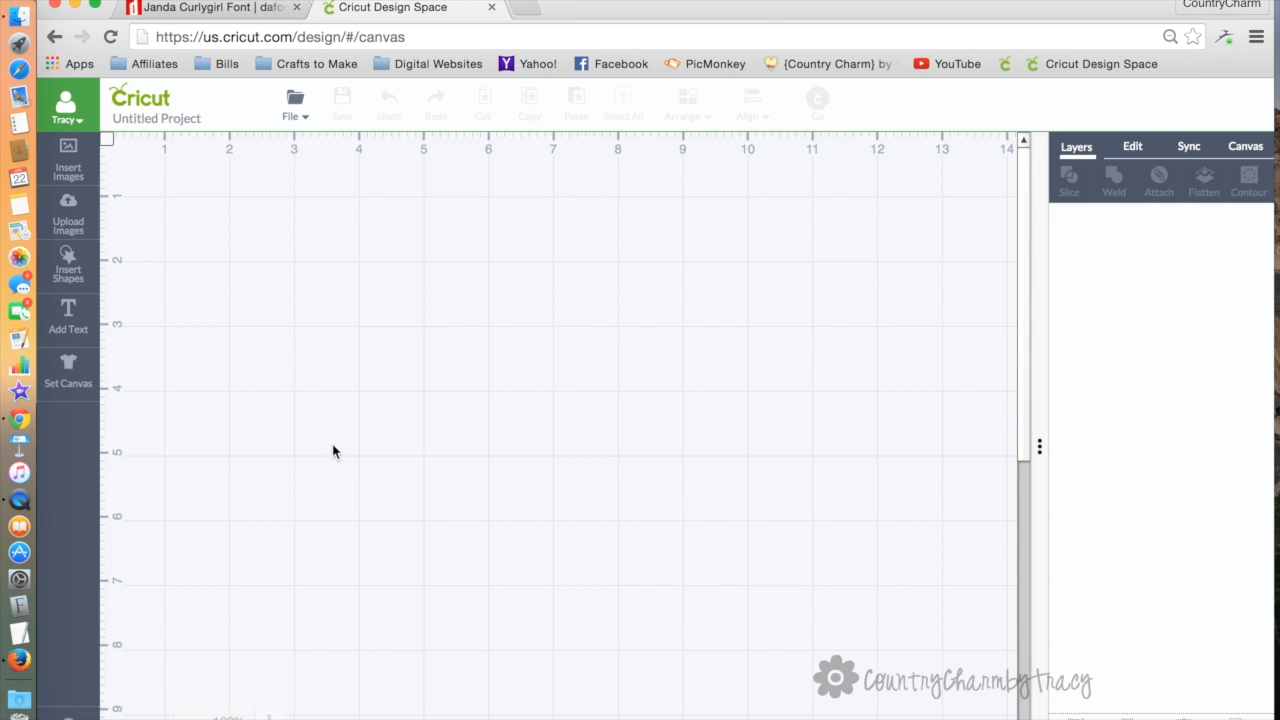 Janda Curlygirl Font | dafo
Cricut Design Space
CountryCharm
https://us.cricut.com/design/#/canvas
Apps Affiliates Bills Crafts to Make Digital Websites Yahoo! Facebook PicMonkey {Country Charm} by YouTube Cricut Design Space
Tracy
Cricut
Untitled Project
File Save Undo Redo Cut Copy Paste Select All Arrange Align Go
Layers Edit Sync Canvas
Slice Weld Attach Flatten Contour
Insert
Images
Upload
Images
Insert
Shapes
Add Text
Set Canvas
1 2 3 4 5 6 7 8 9 10 11 12 13 14
1
2
3
4
5
6
7
8
9
22
CountryCharmbyTracy
100%